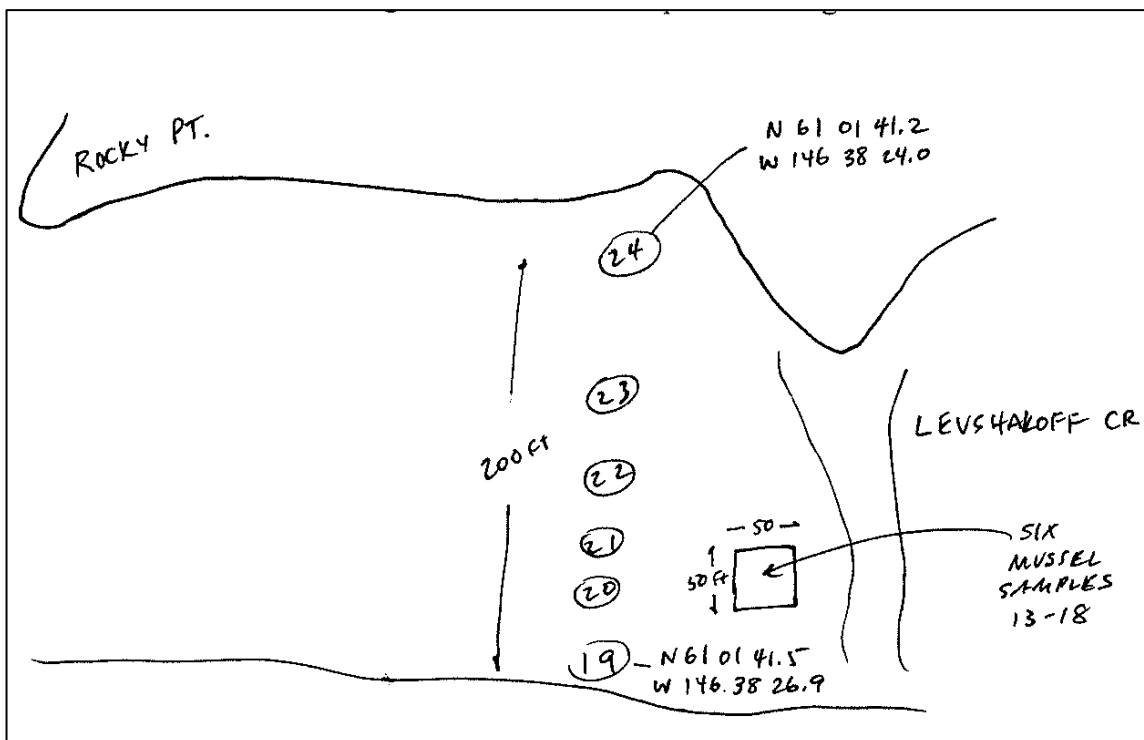 ROCKY PT.
N 61 01 41.2
W 146 38 24.0
24
23
200 Ft
22
LEVSHAKOFF CR
21
50
50 Ft
20
SIX
MUSSEL
SAMPLES
13-18
19
N 61 01 41.5
W 146.38 26.9